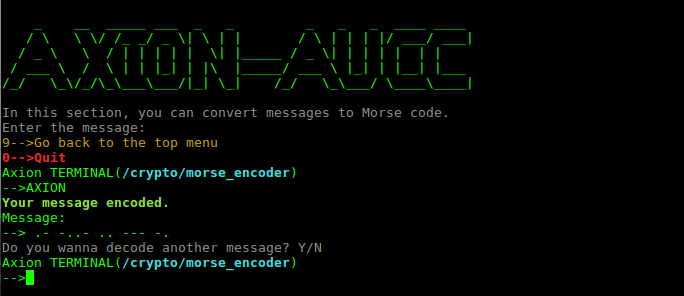 In this section, you can convert messages to Morse code.
Enter the message:
9-->Go back to the top menu
0-->Quit
Axion TERMINAL(/crypto/morse_encoder)
-->AXION
Your message encoded.
Message:
--> .- -..- .. --- -.
Do you wanna decode another message? Y/N
Axion TERMINAL(/crypto/morse_encoder)
-->